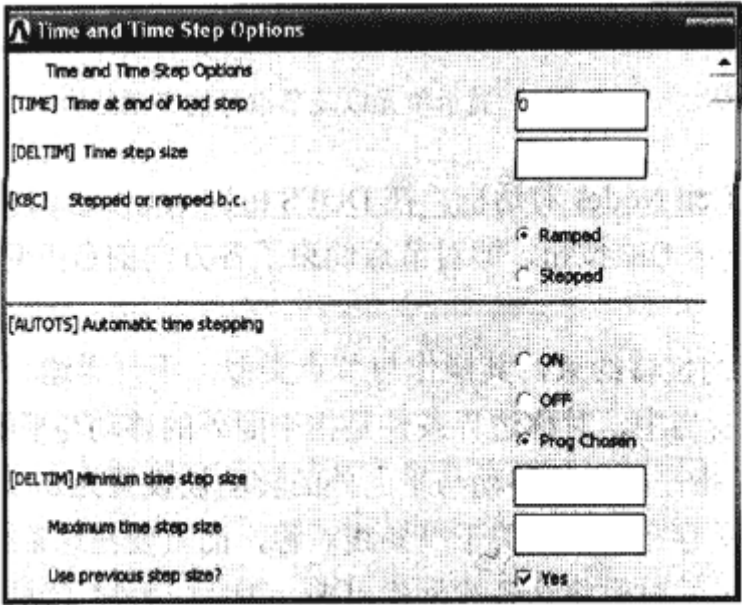 Time and Time Step Options
Time and Time Step Options
[TIME] Time at end of load step
0
[DELTIM] Time step size
[KBC] Stepped or ramped b.c.
Ramped
Stepped
[AUTOTS] Automatic time stepping
ON
OFF
Prog Chosen
[DELTIM] Minimum time step size
Maximum time step size
Use previous step size?
Yes